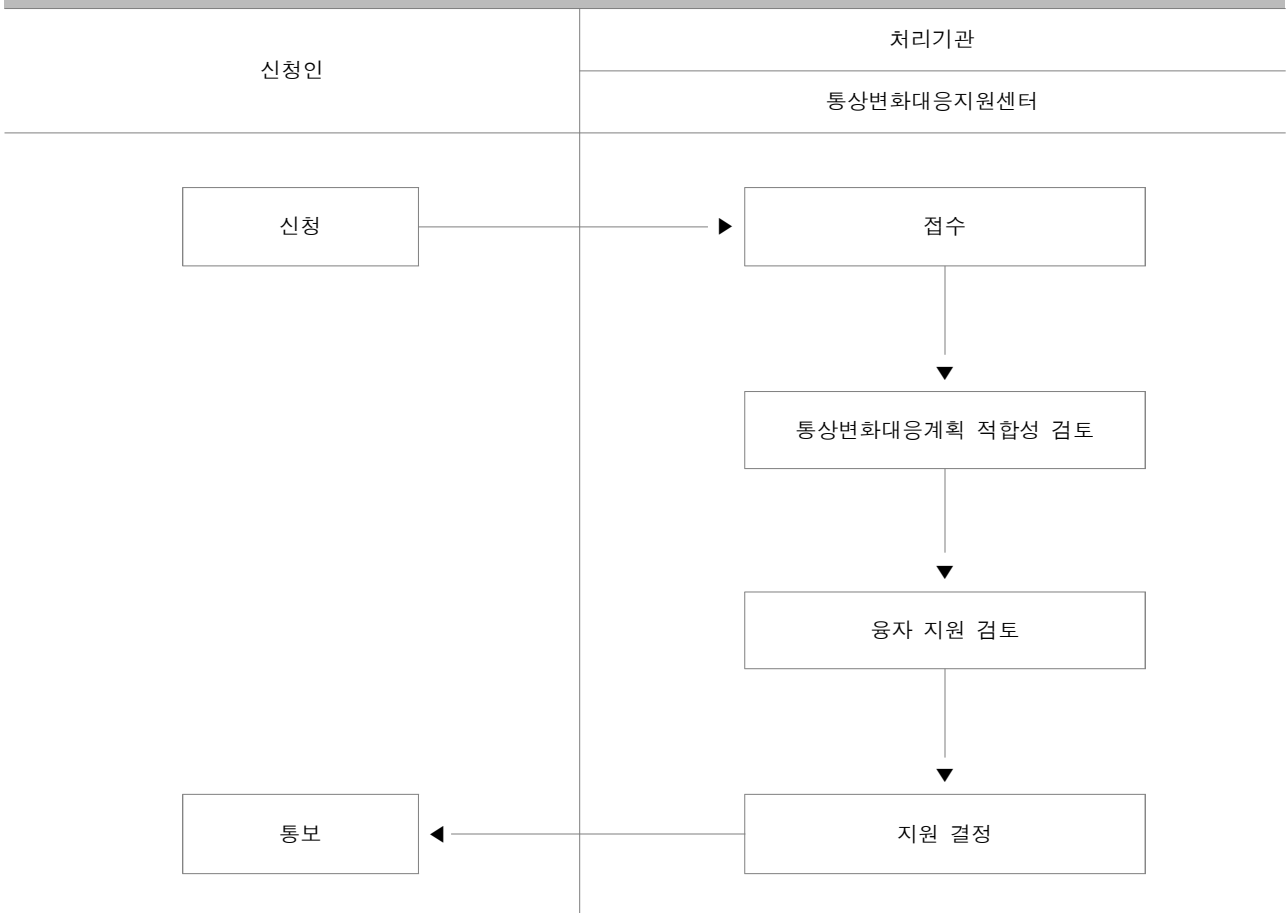 신청인
처리기관
통상변화대응지원센터
신청
접수
통상변화대응계획 적합성 검토
융자 지원 검토
통보
지원 결정